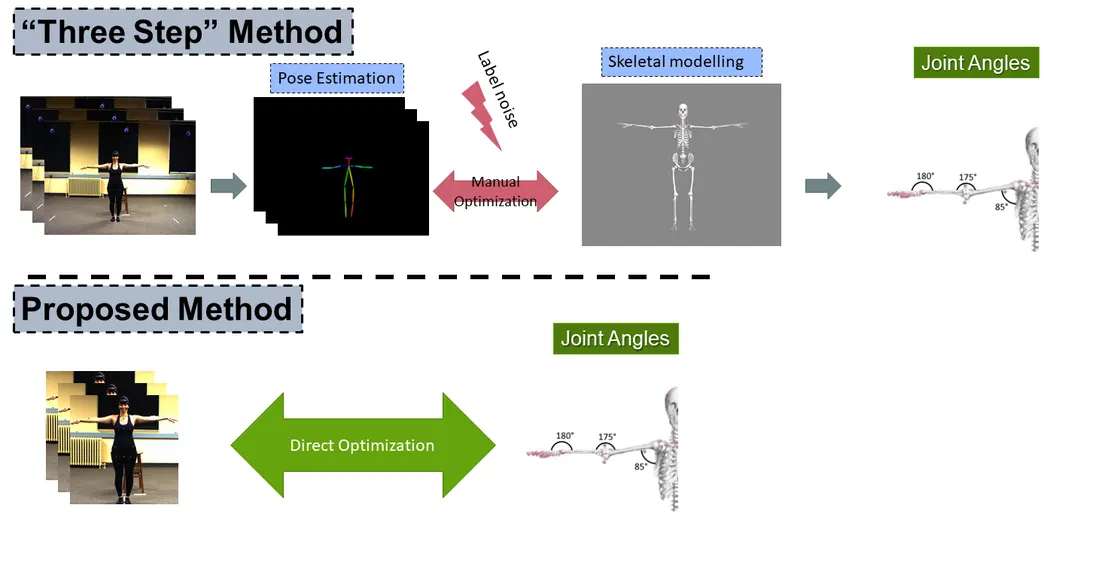 “Three Step” Method
Pose Estimation
Label noise
Skeletal modelling
Joint Angles
Manual
Optimization
180°
175°
85°
Proposed Method
Joint Angles
Direct Optimization
180°
175°
85°